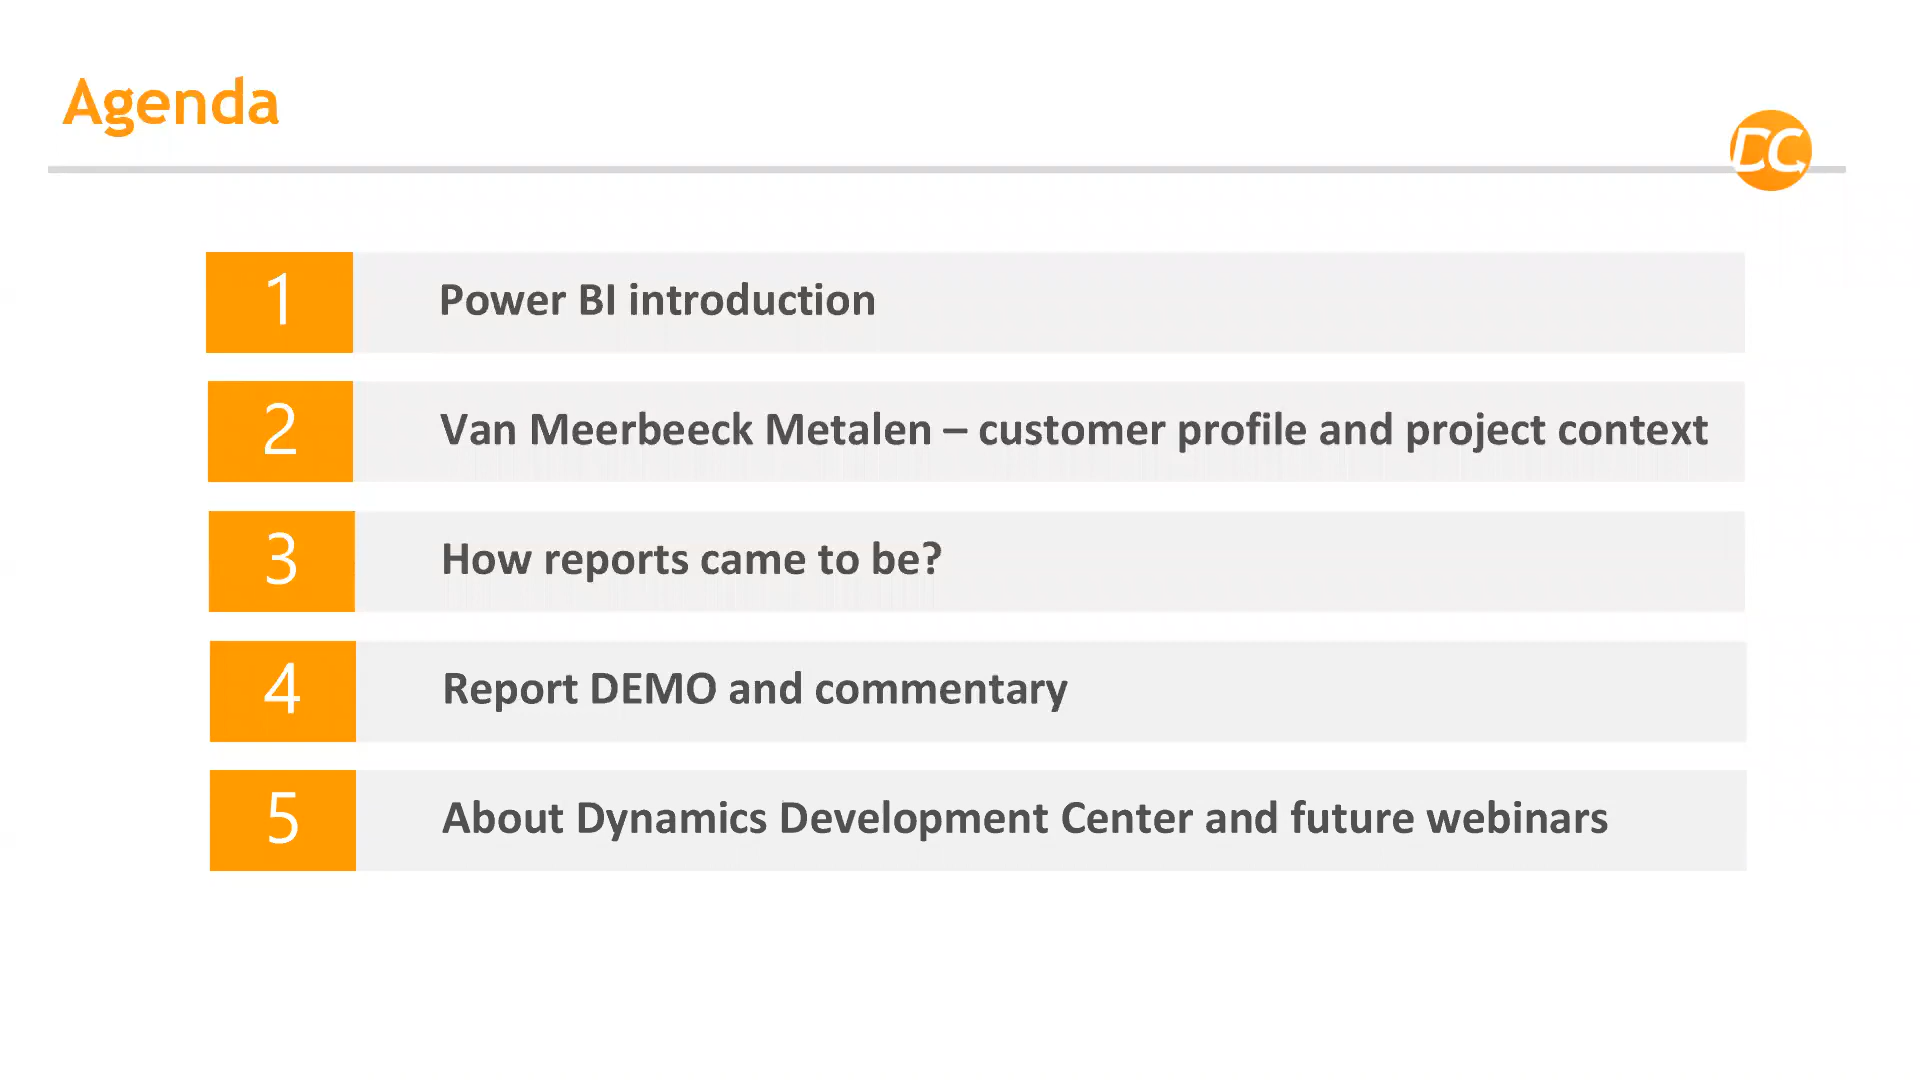 Agenda
DC
1
Power BI introduction
2
Van Meerbeeck Metalen – customer profile and project context
3
How reports came to be?
4
Report DEMO and commentary
5
About Dynamics Development Center and future webinars